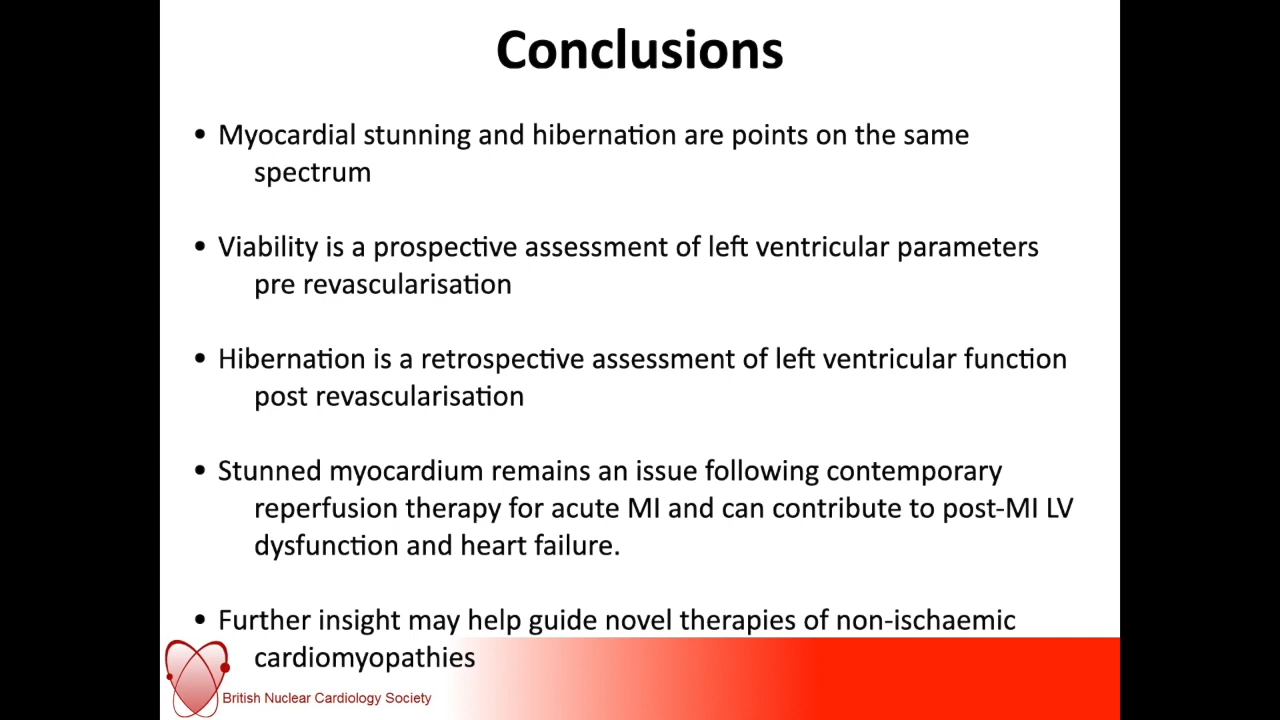 Conclusions
• Myocardial stunning and hibernation are points on the same
spectrum
• Viability is a prospective assessment of left ventricular parameters
pre revascularisation
• Hibernation is a retrospective assessment of left ventricular function
post revascularisation
• Stunned myocardium remains an issue following contemporary
reperfusion therapy for acute MI and can contribute to post-MI LV
dysfunction and heart failure.
• Further insight may help guide novel therapies of non-ischaemic
cardiomyopathies
British Nuclear Cardiology Society